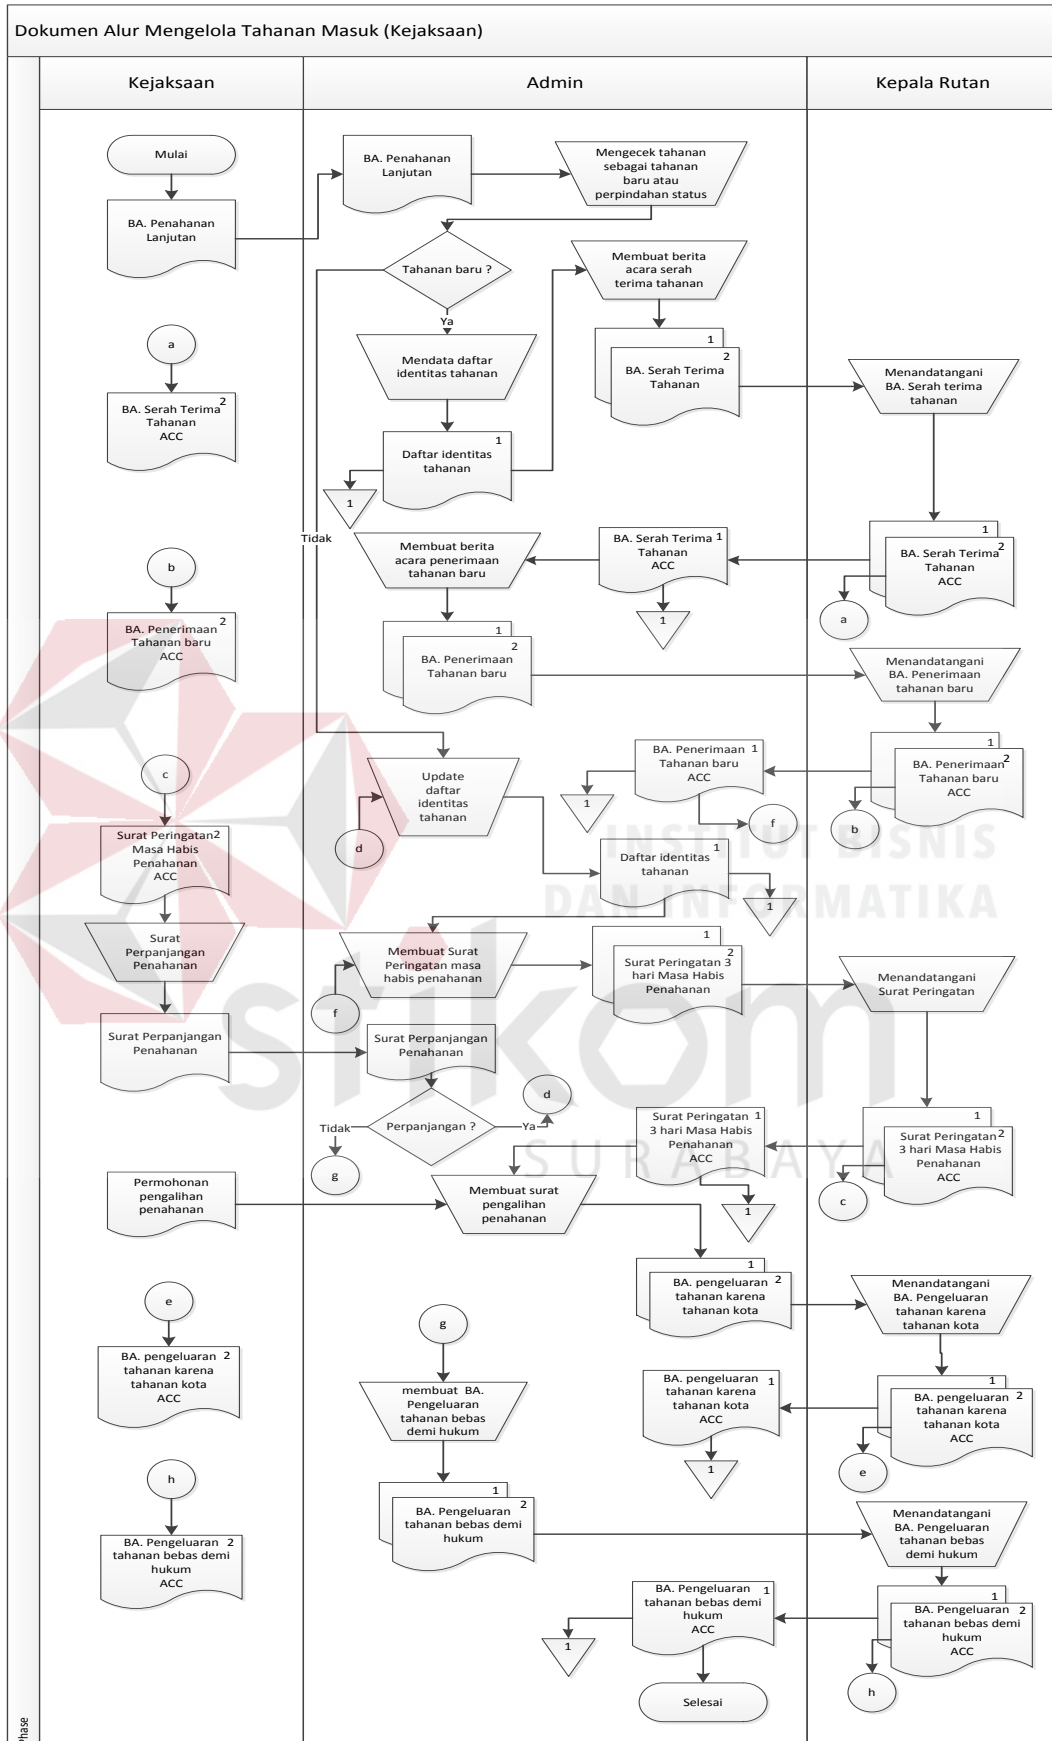 Dokumen Alur Mengelola Tahanan Masuk (Kejaksaan)
Kejaksaan
Admin
Kepala Rutan
Mulai
BA. Penahanan
Lanjutan
BA. Penahanan
Lanjutan
Mengecek tahanan
sebagai tahanan
baru atau
perpindahan status
Tahanan baru ?
Ya
Tidak
Membuat berita
acara serah
terima tahanan
Mendata daftar
identitas tahanan
1
2
BA. Serah Terima
Tahanan
Menandatangani
BA. Serah terima
tahanan
a
2
BA. Serah Terima
Tahanan
ACC
1
Daftar identitas
tahanan
1
Membuat berita
acara penerimaan
tahanan baru
1
BA. Serah Terima
Tahanan
ACC
1
1
2
BA. Serah Terima
Tahanan
ACC
a
b
2
BA. Penerimaan
Tahanan baru
ACC
1
2
BA. Penerimaan
Tahanan baru
Menandatangani
BA. Penerimaan
tahanan baru
c
Update
daftar
identitas
tahanan
d
1
BA. Penerimaan
Tahanan baru
ACC
1
f
1
2
BA. Penerimaan
Tahanan baru
ACC
b
INSTITUT BISNIS
DAN INFORMATIKA
Surat Peringatan 2
Masa Habis
Penahanan
ACC
1
Daftar identitas
tahanan
1
Surat
Perpanjangan
Penahanan
Membuat Surat
Peringatan masa
habis penahanan
f
1
2
Surat Peringatan 3
hari Masa Habis
Penahanan
Menandatangani
Surat Peringatan
stikom
SURABAYA
Surat Perpanjangan
Penahanan
Surat Perpanjangan
Penahanan
Perpanjangan ?
Tidak
Ya
d
g
1
Surat Peringatan
3 hari Masa Habis
Penahanan
ACC
1
1
2
Surat Peringatan
3 hari Masa Habis
Penahanan
ACC
c
Permohonan
pengalihan
penahanan
Membuat surat
pengalihan
penahanan
1
2
BA. pengeluaran
tahanan karena
tahanan kota
Menandatangani
BA. Pengeluaran
tahanan karena
tahanan kota
e
2
BA. pengeluaran
tahanan karena
tahanan kota
ACC
g
membuat BA.
Pengeluaran
tahanan bebas
demi hukum
1
BA. pengeluaran
tahanan karena
tahanan kota
ACC
1
1
2
BA. pengeluaran
tahanan karena
tahanan kota
ACC
e
h
2
BA. Pengeluaran
tahanan bebas demi
hukum
ACC
1
2
BA. Pengeluaran
tahanan bebas demi
hukum
Menandatangani
BA. Pengeluaran
tahanan bebas
demi hukum
1
BA. Pengeluaran
tahanan bebas demi
hukum
ACC
1
1
2
BA. Pengeluaran
tahanan bebas demi
hukum
ACC
h
Selesai
Phase